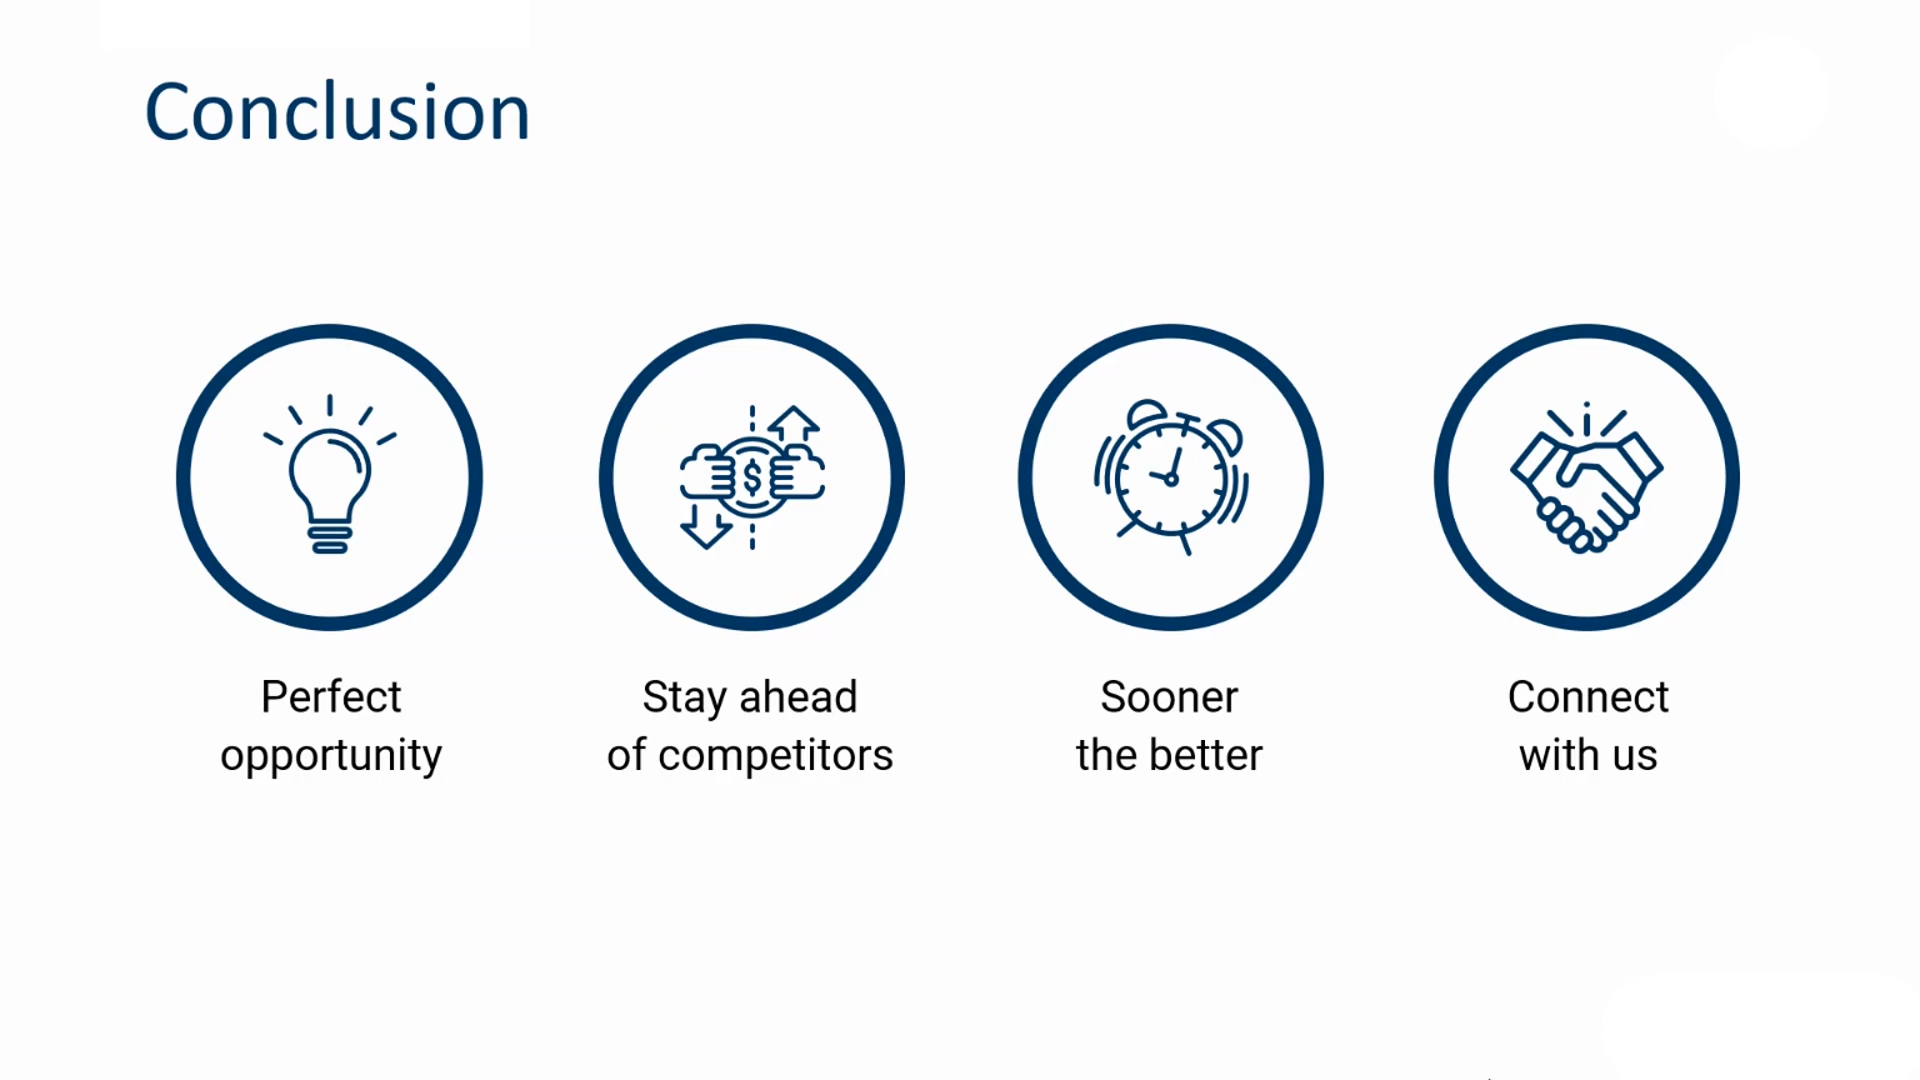 Conclusion
Perfect
opportunity
Stay ahead
of competitors
Sooner
the better
Connect
with us